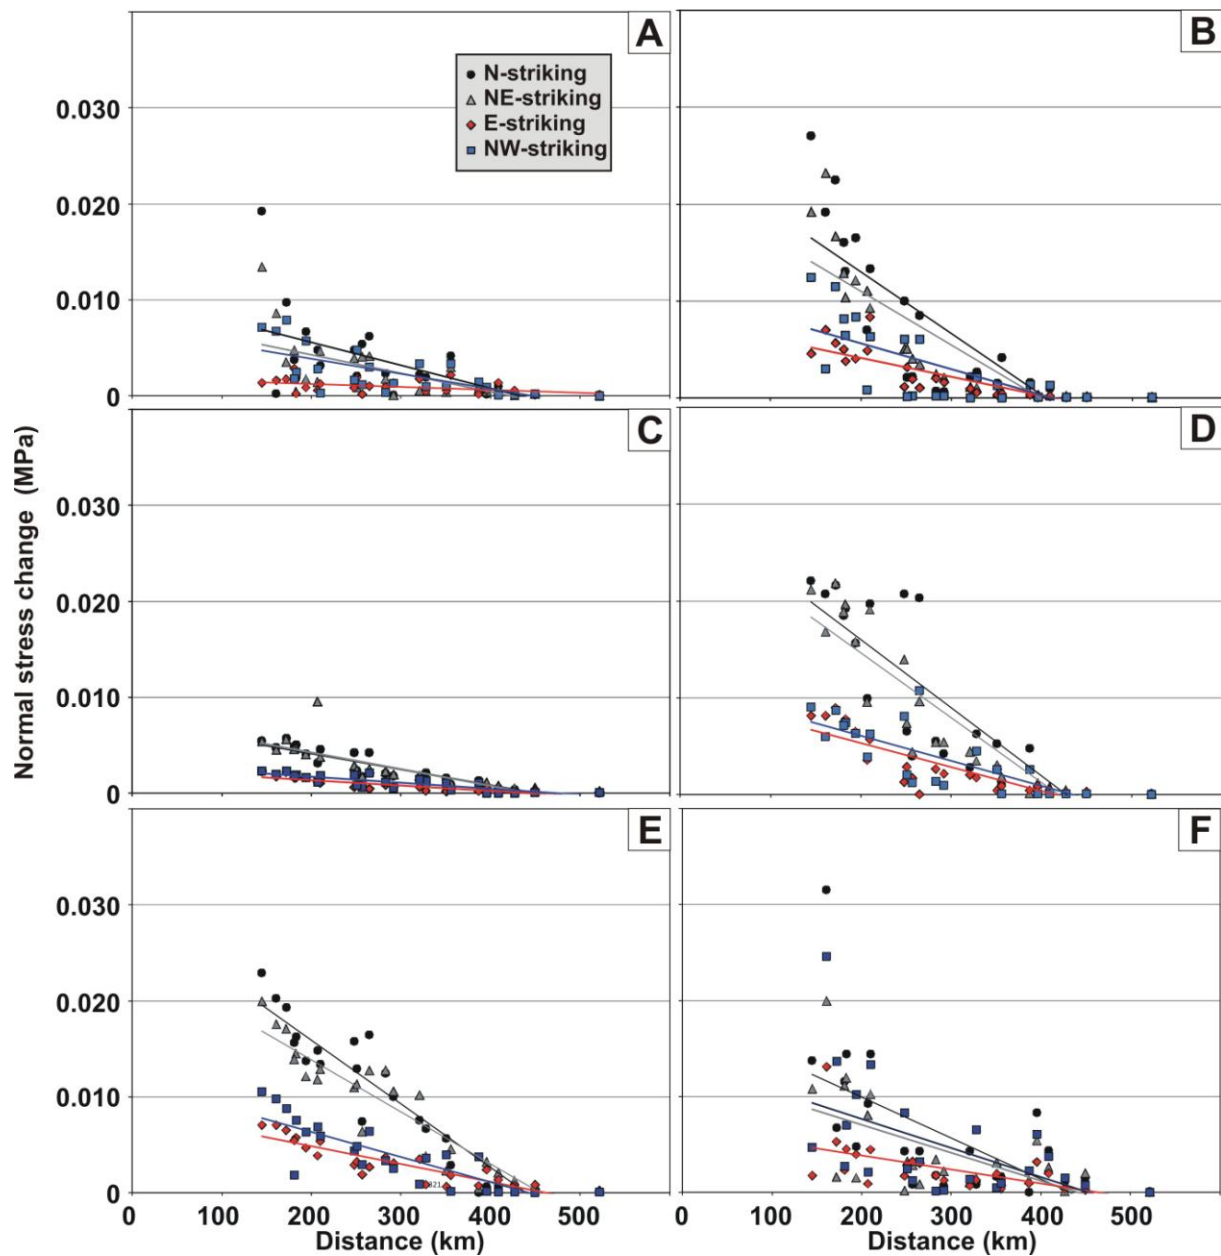 A
B
N-striking
NE-striking
E-striking
NW-striking
0.030
0.020
0.010
0
C
D
0.030
0.020
0.010
0
Normal stress change (MPa)
E
F
0.030
0.020
0.010
0
0 100 200 300 400 500
0 100 200 300 400 500
Distance (km)
Distance (km)